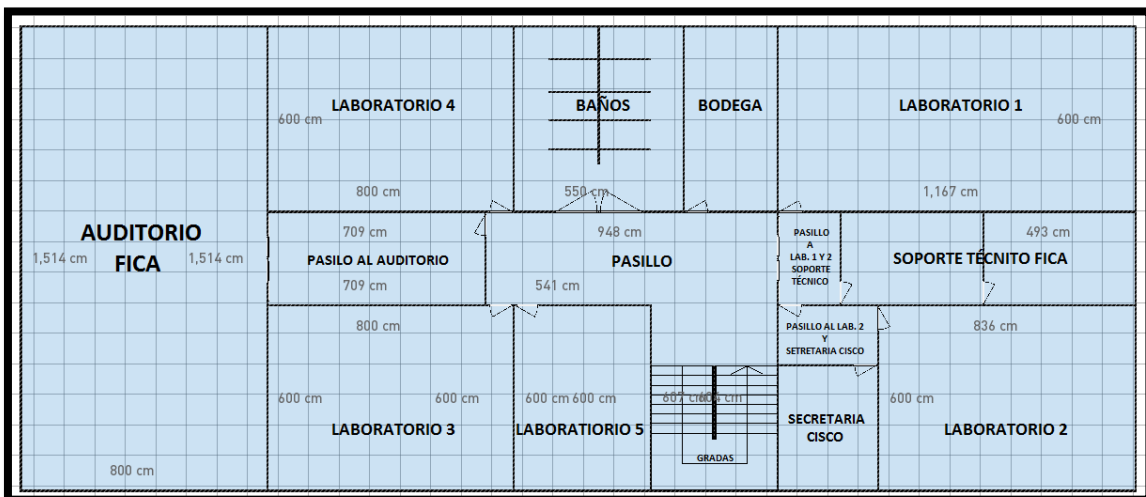 LABORATORIO 4
BAÑOS
BODEGA
LABORATORIO 1
600 cm
600 cm
800 cm
550 cm
1,167 cm
AUDITORIO
FICA
1,514 cm
1,514 cm
709 cm
PASILO AL AUDITORIO
709 cm
948 cm
PASILLO
541 cm
PASILLO
A
LAB. 1 Y 2
SOPORTE
TÉCNICO
493 cm
SOPORTE TÉCNITO FICA
800 cm
PASILLO AL LAB. 2
Y
SETRETARIA CISCO
836 cm
600 cm
600 cm
600 cm
600 cm
607 cm
600 cm
LABORATORIO 3
LABORATIORIO 5
GRADAS
SECRETARIA
CISCO
LABORATORIO 2
800 cm